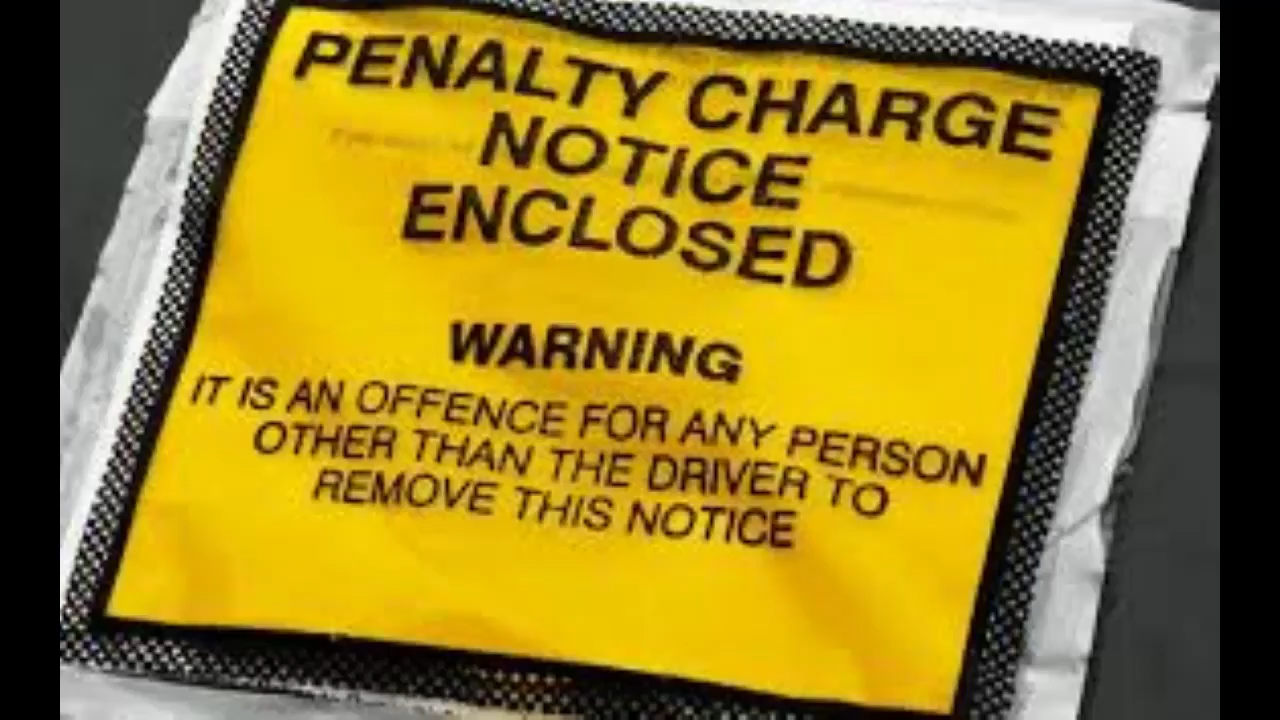 PENALTY CHARGE
NOTICE
ENCLOSED
WARNING
IT IS AN OFFENCE FOR ANY PERSON
OTHER THAN THE DRIVER TO
REMOVE THIS NOTICE